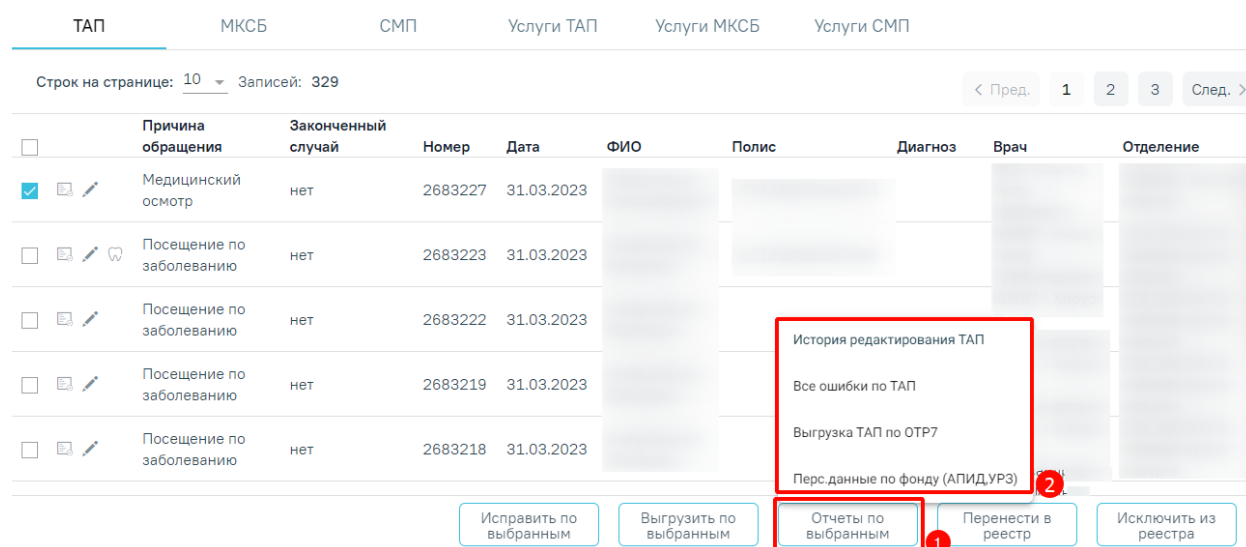 ТАП МКСБ СМП Услуги ТАП Услуги МКСБ Услуги СМП
Строк на странице: 10 Записей: 329
< Пред. 1 2 3 След. >
Причина обращения Законченный случай Номер Дата ФИО Полис Диагноз Врач Отделение
Медицинский осмотр нет 2683227 31.03.2023
Посещение по заболеванию нет 2683223 31.03.2023
Посещение по заболеванию нет 2683222 31.03.2023
Посещение по заболеванию нет 2683219 31.03.2023
Посещение по заболеванию нет 2683218 31.03.2023
История редактирования ТАП
Все ошибки по ТАП
Выгрузка ТАП по ОТР7
Перс.данные по фонду (АПИД,УРЗ)
2
Исправить по выбранным
Выгрузить по выбранным
Отчеты по выбранным
1
Перенести в реестр
Исключить из реестра